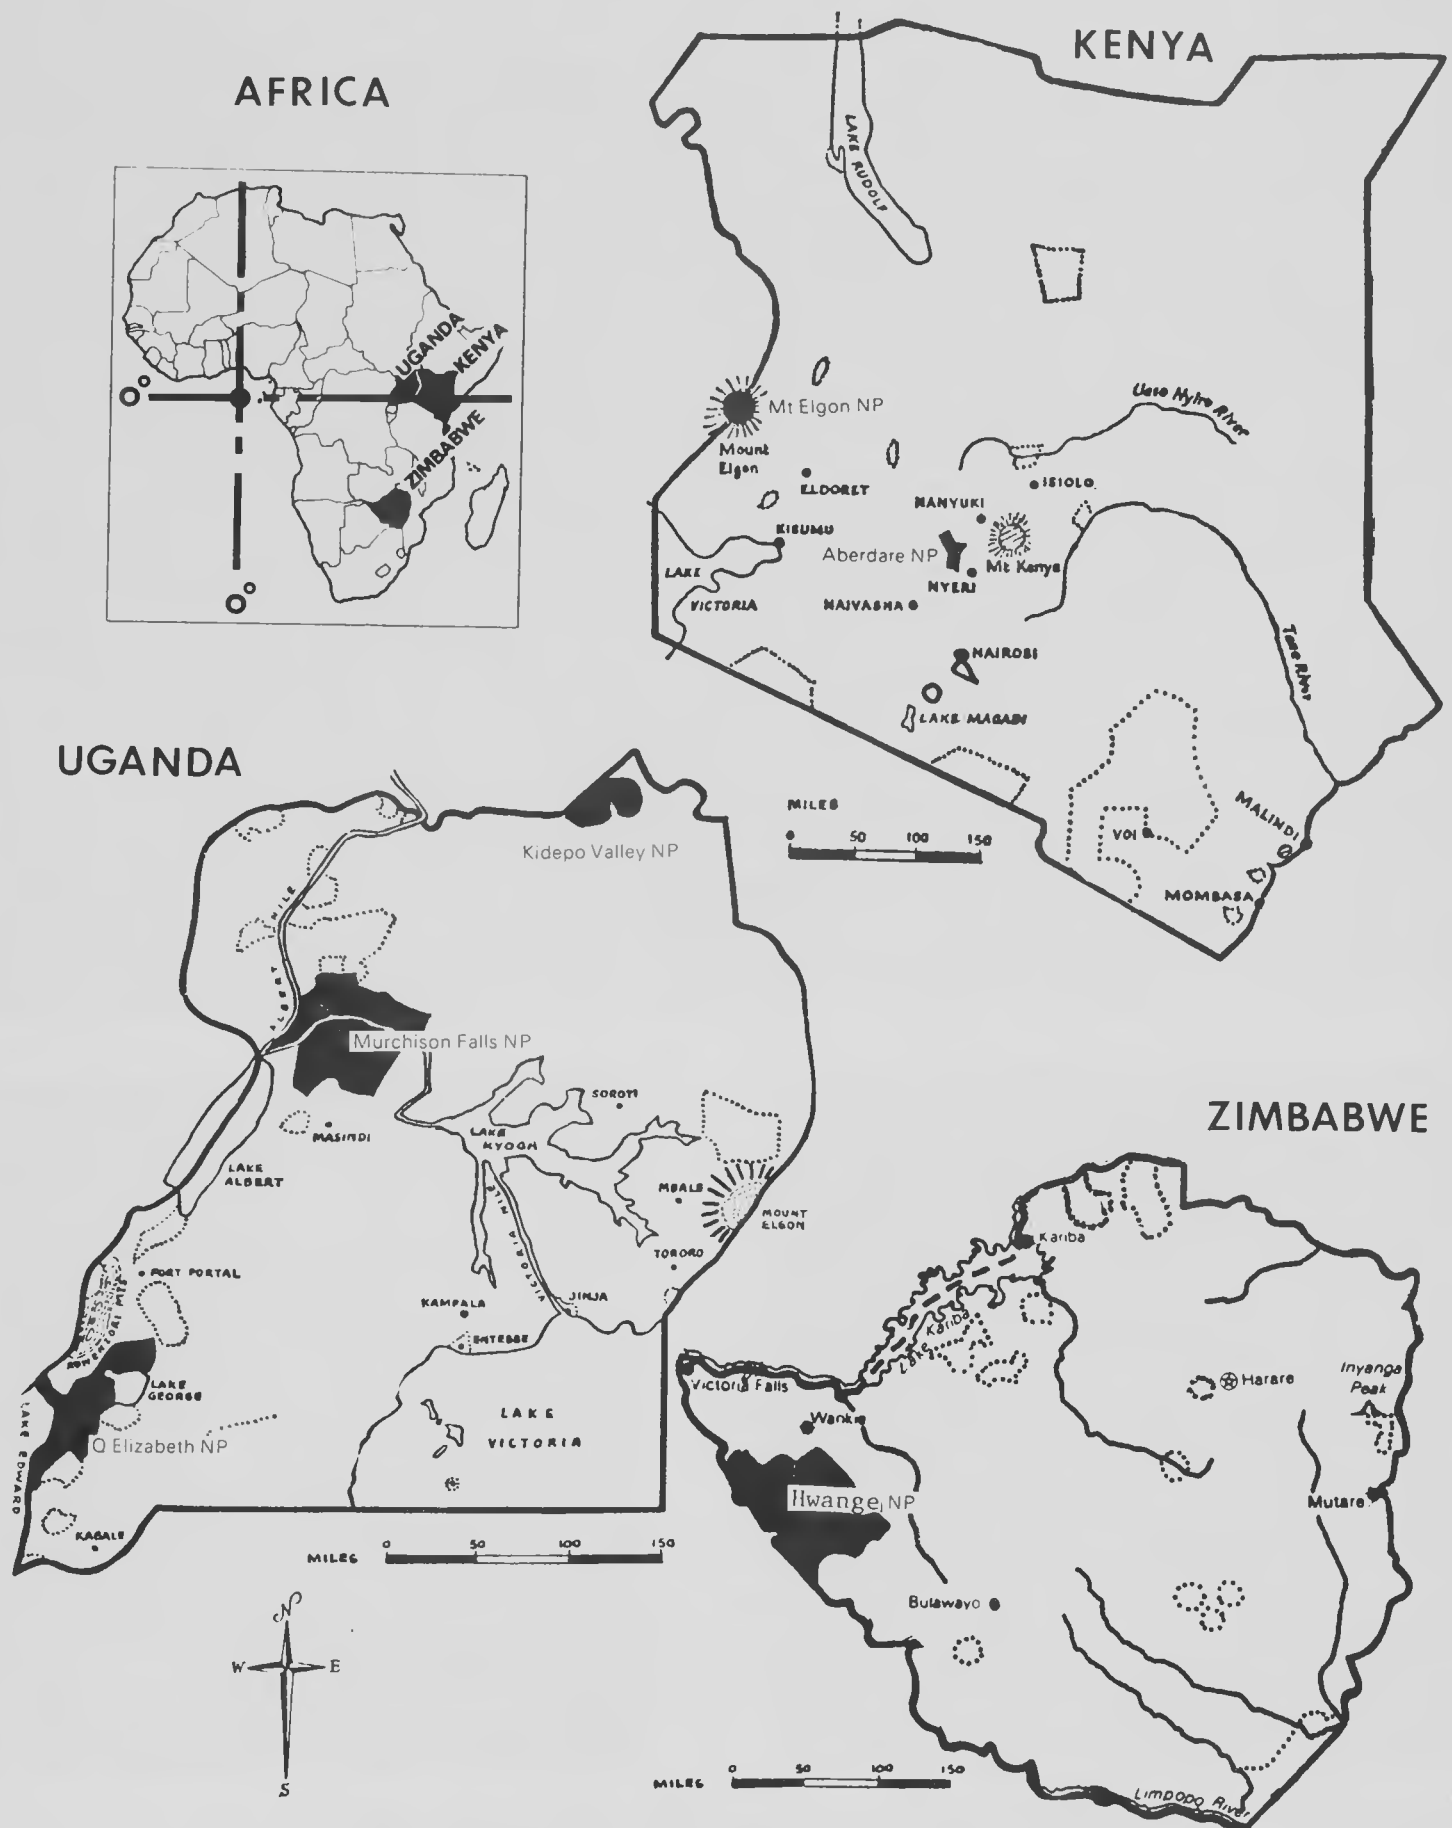 AFRICA
UGANDA
KENYA
ZIMBABWE
0°
0°
KENYA
LAKE RUDOLF
Mt Elgon NP
Mount
Elgon
ELDORET
Uaso Nyiro River
ISIOLO
NANYUKI
KISUMU
Aberdare NP
Mt Kenya
NYERI
LAKE
VICTORIA
NAIVASHA
NAIROBI
LAKE MAGADI
Tana River
MALINDI
VOI
MOMBASA
MILES
50 100 150
UGANDA
Kidepo Valley NP
ALBERT NILE
Murchison Falls NP
SOROTI
MASINDI
LAKE
KYOGA
LAKE
ALBERT
MBALE
MOUNT
ELGON
TORORO
VICTORIA NILE
FORT PORTAL
RUWENZORI MTS
KAMPALA
JINJA
ENTEBBE
LAKE
GEORGE
LAKE EDWARD
Q Elizabeth NP
LAKE
VICTORIA
KABALE
MILES
0 50 100 150
N
W E
S
ZIMBABWE
Kariba
Lake Kariba
Victoria Falls
Harare
Inyanga
Peak
Wankie
Hwange NP
Mutare
Bulawayo
Limpopo River
MILES
0 50 100 150